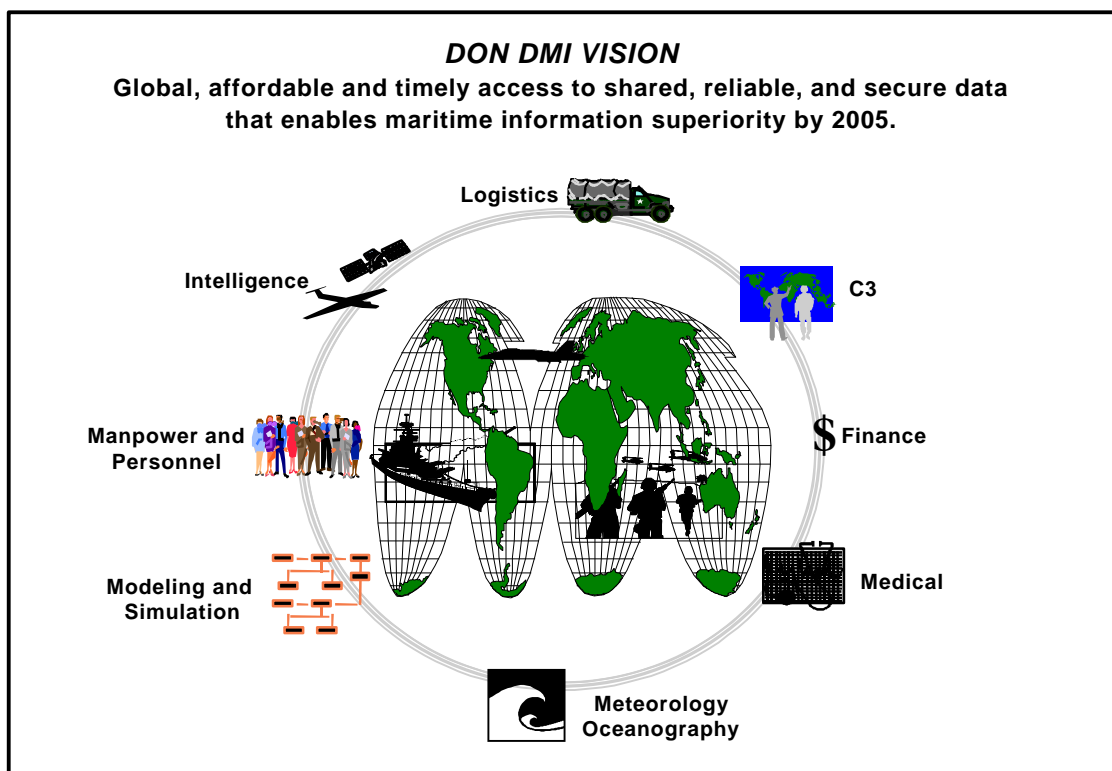 DON DMI VISION
Global, affordable and timely access to shared, reliable, and secure data
that enables maritime information superiority by 2005.
Logistics
Intelligence
C3
Manpower and
Personnel
$ Finance
Modeling and
Simulation
Medical
Meteorology
Oceanography